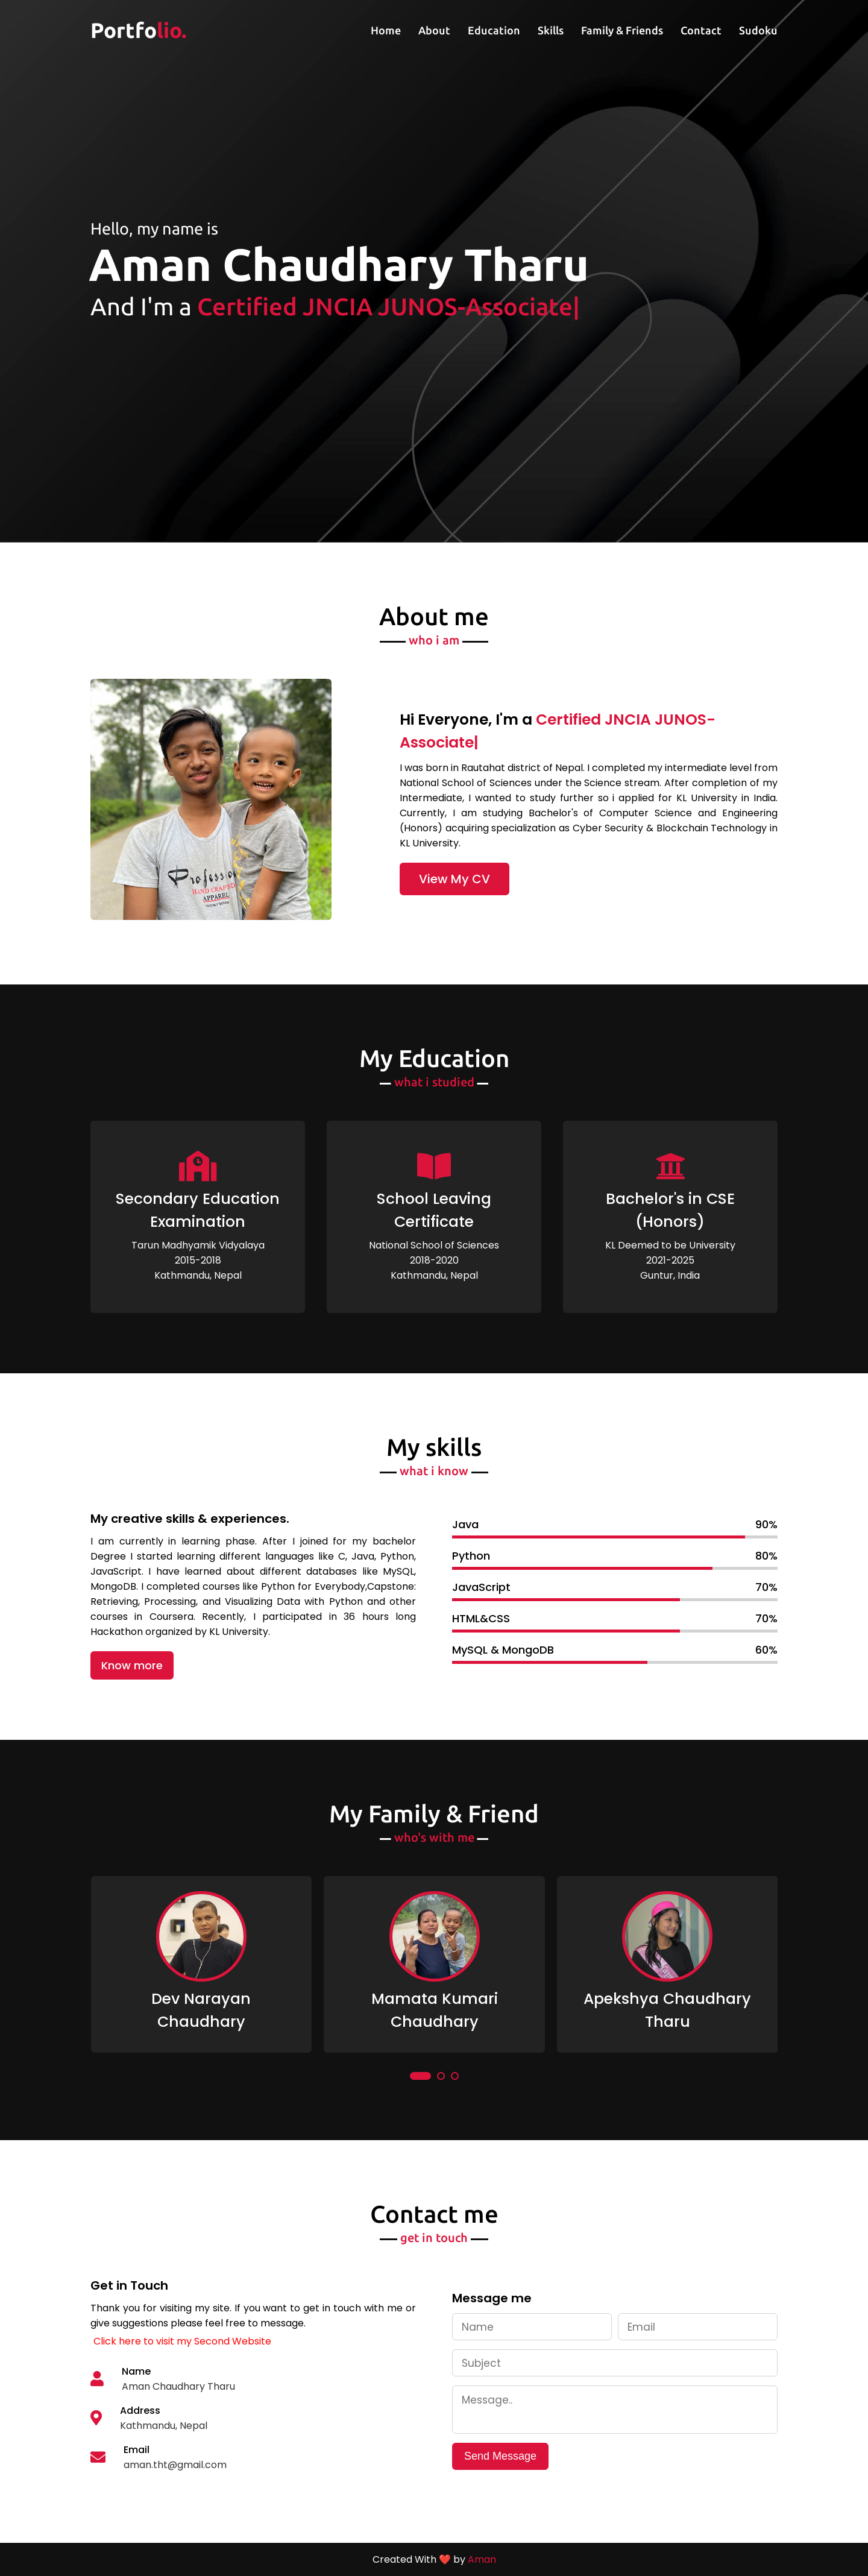 Portfolio.
Home About Education Skills Family & Friends Contact Sudoku
Hello, my name is
Aman Chaudhary Tharu
And I'm a Certified JNCIA JUNOS-Associate|
About me
who i am
Hi Everyone, I'm a Certified JNCIA JUNOS-
Associate|
I was born in Rautahat district of Nepal. I completed my intermediate level from
National School of Sciences under the Science stream. After completion of my
Intermediate, I wanted to study further so i applied for KL University in India.
Currently, I am studying Bachelor's of Computer Science and Engineering
(Honors) acquiring specialization as Cyber Security & Blockchain Technology in
KL University.
View My CV
Profession
HAND CRAFTED
APPAREL
My Education
what i studied
Secondary Education
Examination
Tarun Madhyamik Vidyalaya
2015-2018
Kathmandu, Nepal
School Leaving
Certificate
National School of Sciences
2018-2020
Kathmandu, Nepal
Bachelor's in CSE
(Honors)
KL Deemed to be University
2021-2025
Guntur, India
My skills
what i know
My creative skills & experiences.
I am currently in learning phase. After I joined for my bachelor
Degree I started learning different languages like C, Java, Python,
JavaScript. I have learned about different databases like MySQL,
MongoDB. I completed courses like Python for Everybody,Capstone:
Retrieving, Processing, and Visualizing Data with Python and other
courses in Coursera. Recently, I participated in 36 hours long
Hackathon organized by KL University.
Know more
Java 90%
Python 80%
JavaScript 70%
HTML&CSS 70%
MySQL & MongoDB 60%
My Family & Friend
who's with me
Dev Narayan
Chaudhary
Mamata Kumari
Chaudhary
Apekshya Chaudhary
Tharu
Contact me
get in touch
Get in Touch
Thank you for visiting my site. If you want to get in touch with me or
give suggestions please feel free to message.
Click here to visit my Second Website
Name
Aman Chaudhary Tharu
Address
Kathmandu, Nepal
Email
aman.tht@gmail.com
Message me
Name
Email
Subject
Message..
Send Message
Created With ❤️ by Aman